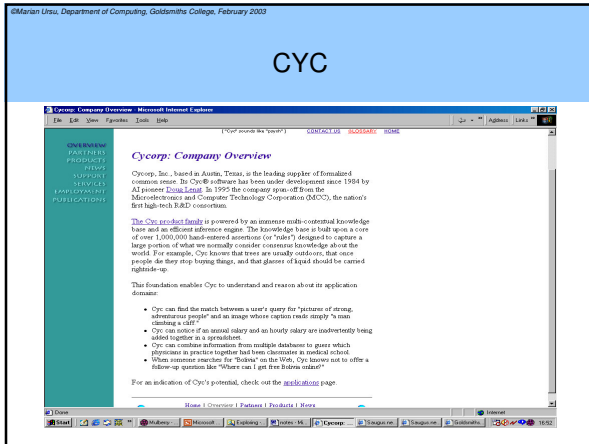 ©Marian Ursu, Department of Computing, Goldsmiths College, February 2003
CYC
Cycorp: Company Overview - Microsoft Internet Explorer
File Edit View Favorites Tools Help
Address Links
("Cyc" sounds like "psych") CONTACT US GLOSSARY HOME
OVERVIEW
PARTNERS
PRODUCTS
NEWS
SUPPORT
SERVICES
EMPLOYMENT
PUBLICATIONS
Cycorp: Company Overview
Cycorp, Inc., based in Austin, Texas, is the leading supplier of formalized
common sense. Its Cyc® software has been under development since 1984 by
AI pioneer Doug Lenat. In 1995 the company spun-off from the
Microelectronics and Computer Technology Corporation (MCC), the nation's
first high-tech R&D consortium.
The Cyc product family is powered by an immense multi-contextual knowledge
base and an efficient inference engine. The knowledge base is built upon a core
of over 1,000,000 hand-entered assertions (or "rules") designed to capture a
large portion of what we normally consider consensus knowledge about the
world. For example, Cyc knows that trees are usually outdoors, that once
people die they stop buying things, and that glasses of liquid should be carried
rightside-up.
This foundation enables Cyc to understand and reason about its application
domains:
• Cyc can find the match between a user's query for "pictures of strong,
adventurous people" and an image whose caption reads simply "a man
climbing a cliff."
• Cyc can notice if an annual salary and an hourly salary are inadvertently being
added together in a spreadsheet.
• Cyc can combine information from multiple databases to guess which
physicians in practice together had been classmates in medical school.
• When someone searches for "Bolivia" on the Web, Cyc knows not to offer a
follow-up question like "Where can I get free Bolivia online?"
For an indication of Cyc's potential, check out the applications page.
Home | Overview | Partners | Products | News
Done Internet
Start Mulberry-... Microsoft... Exploring -... notes - Mi... Cycorp: ... Saugus.ne... Saugus.ne... Goldsmiths... 16:52